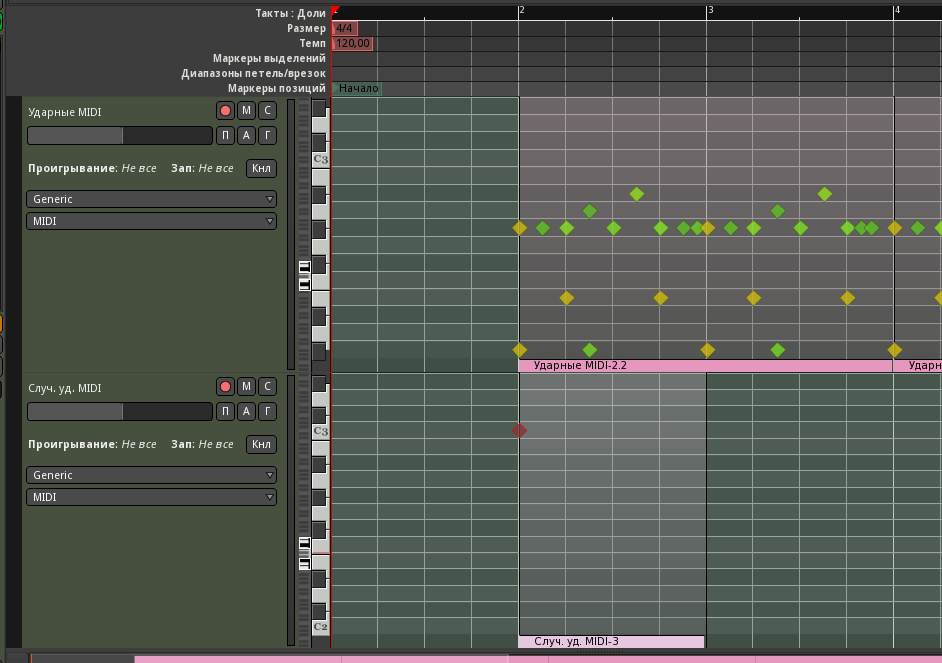 Такты : Доли
2 3 4
Размер 4/4
Темп 120,00
Маркеры выделений
Диапазоны петель/врезок
Маркеры позиций Начало
Ударные MIDI М С
П А Г
C3
Проигрывание: Не все Зап: Не все Кнл
Generic
MIDI
Ударные MIDI-2.2 Ударн
Случ. уд. MIDI М С
П А Г
C3
Проигрывание: Не все Зап: Не все Кнл
Generic
MIDI
C2
Случ. уд. MIDI-3